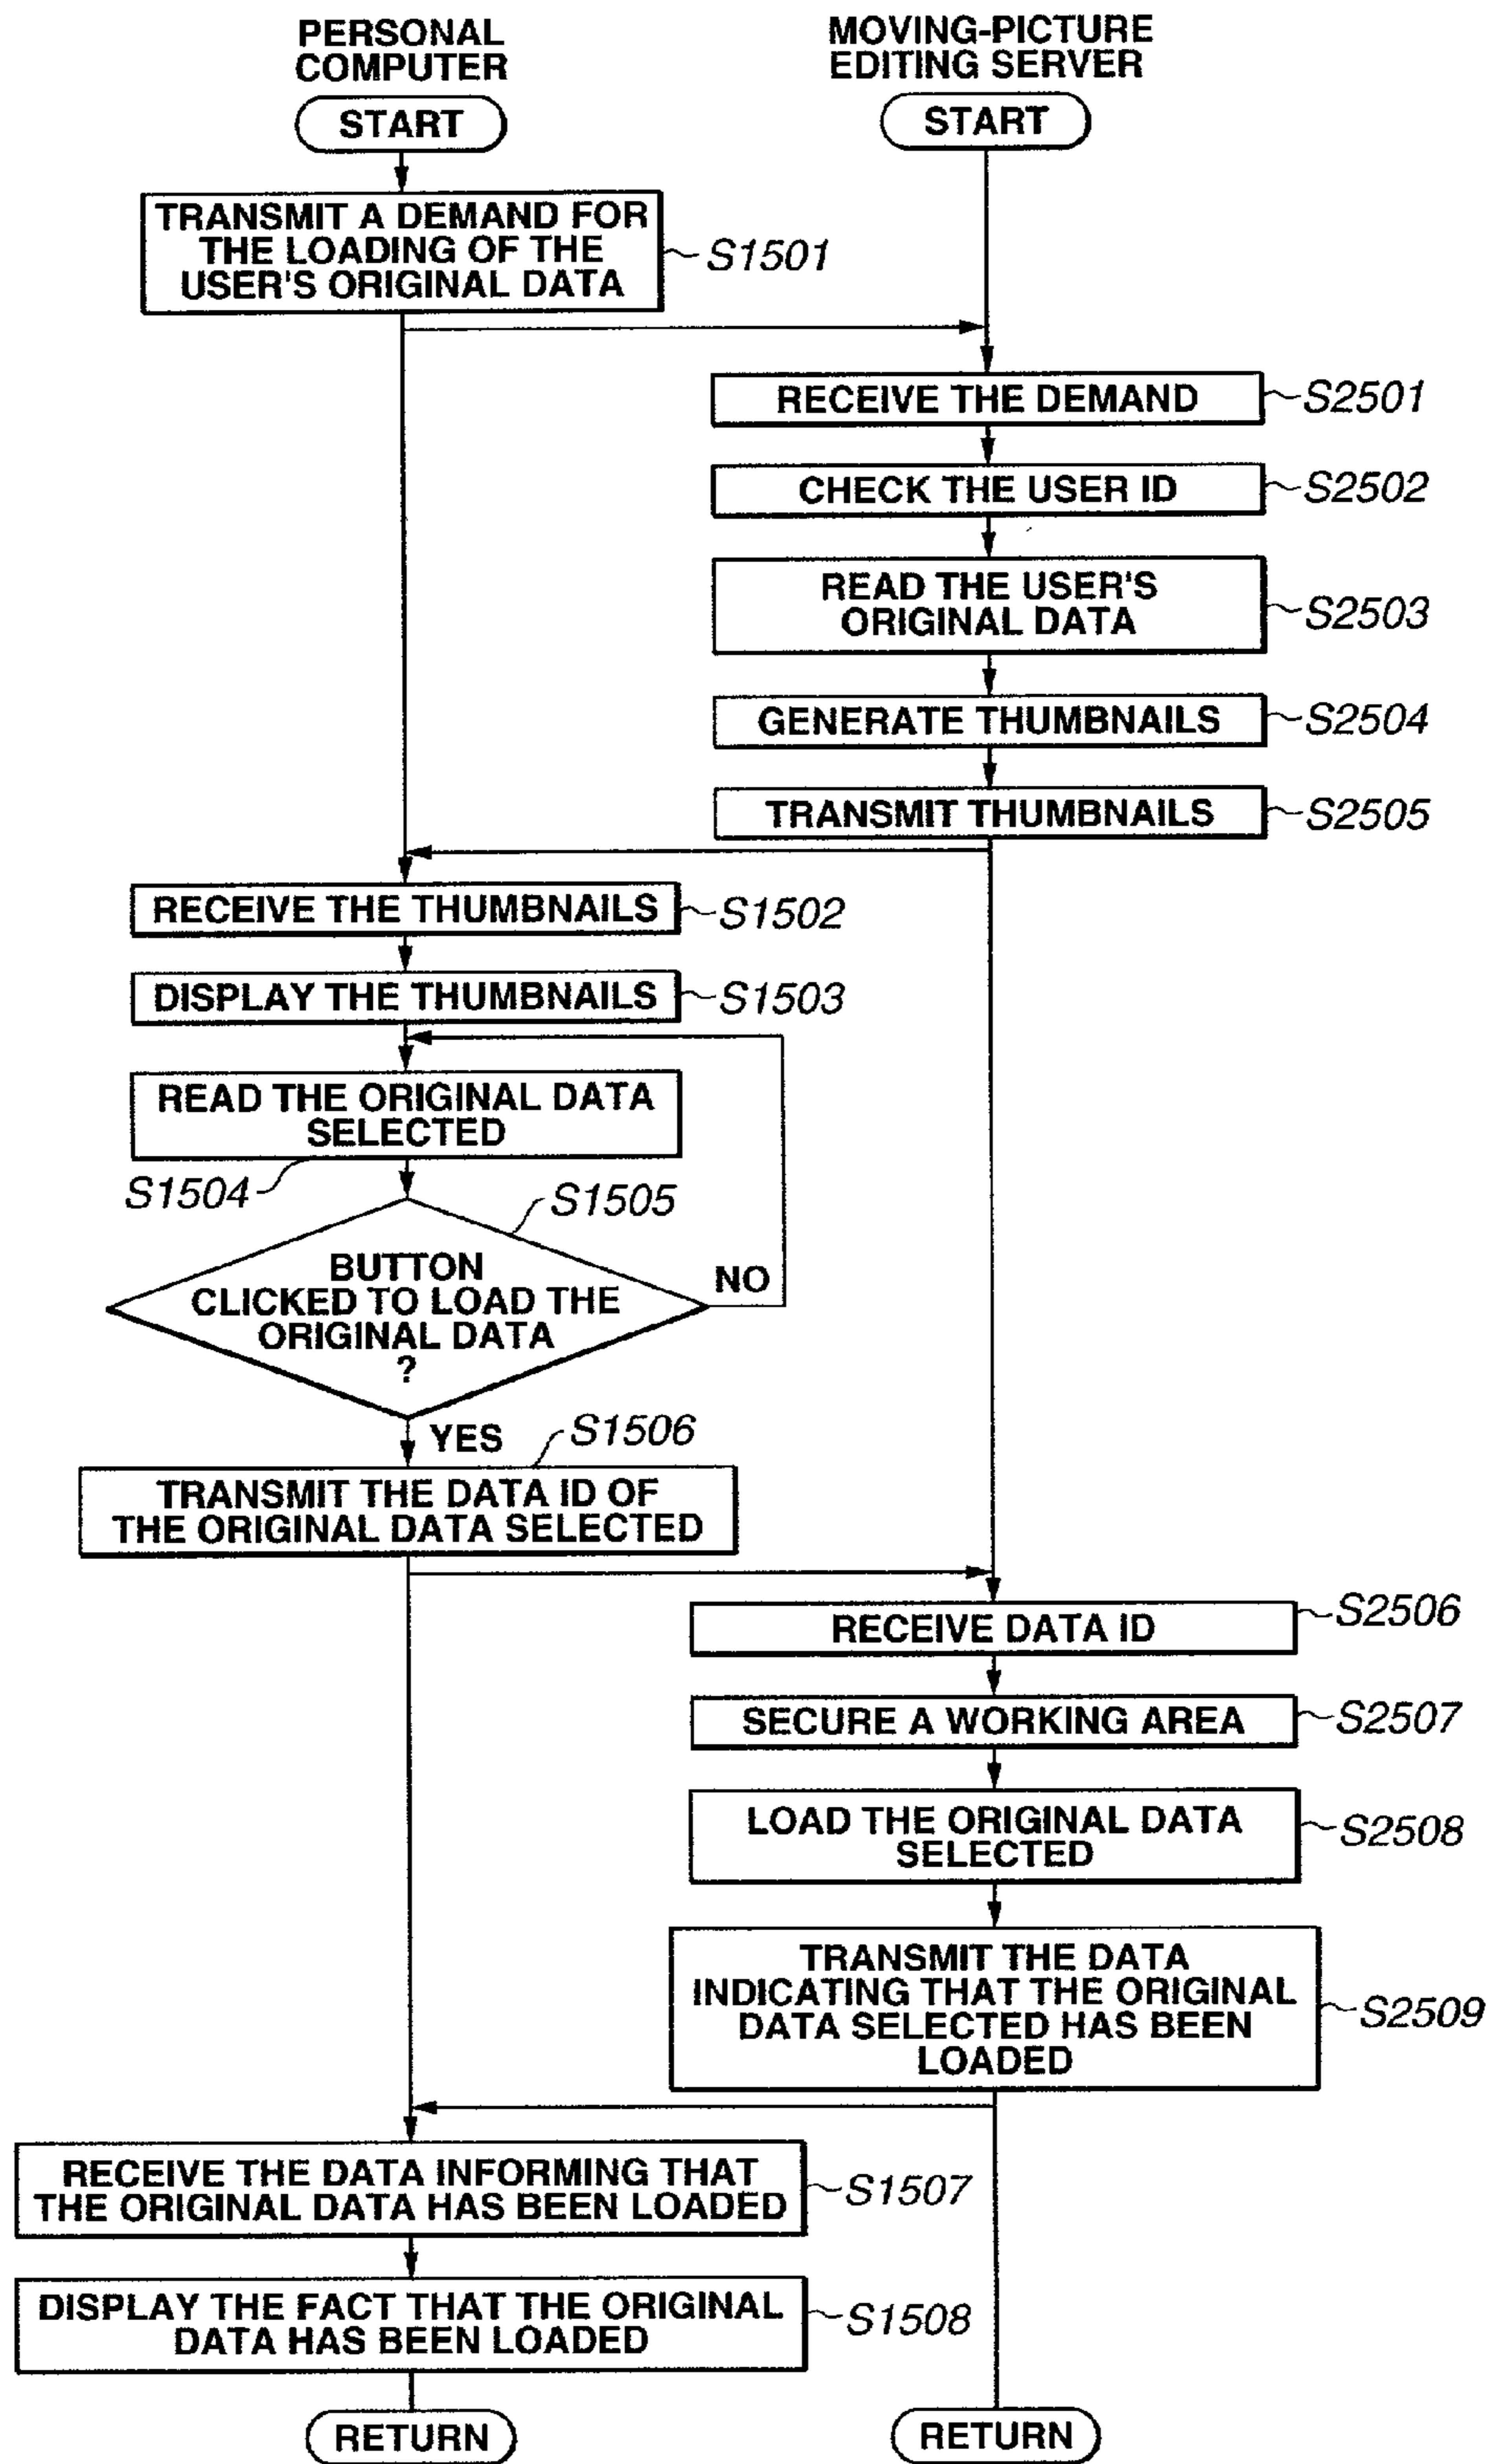 PERSONAL
COMPUTER
MOVING-PICTURE
EDITING SERVER
START
START
TRANSMIT A DEMAND FOR
THE LOADING OF THE
USER'S ORIGINAL DATA
S1501
RECEIVE THE DEMAND
S2501
CHECK THE USER ID
S2502
READ THE USER'S
ORIGINAL DATA
S2503
GENERATE THUMBNAILS
S2504
TRANSMIT THUMBNAILS
S2505
RECEIVE THE THUMBNAILS
S1502
DISPLAY THE THUMBNAILS
S1503
READ THE ORIGINAL DATA
SELECTED
S1504
S1505
BUTTON
CLICKED TO LOAD THE
ORIGINAL DATA
?
NO
YES
S1506
TRANSMIT THE DATA ID OF
THE ORIGINAL DATA SELECTED
RECEIVE DATA ID
S2506
SECURE A WORKING AREA
S2507
LOAD THE ORIGINAL DATA
SELECTED
S2508
TRANSMIT THE DATA
INDICATING THAT THE ORIGINAL
DATA SELECTED HAS BEEN
LOADED
S2509
RECEIVE THE DATA INFORMING THAT
THE ORIGINAL DATA HAS BEEN LOADED
S1507
DISPLAY THE FACT THAT THE ORIGINAL
DATA HAS BEEN LOADED
S1508
RETURN
RETURN